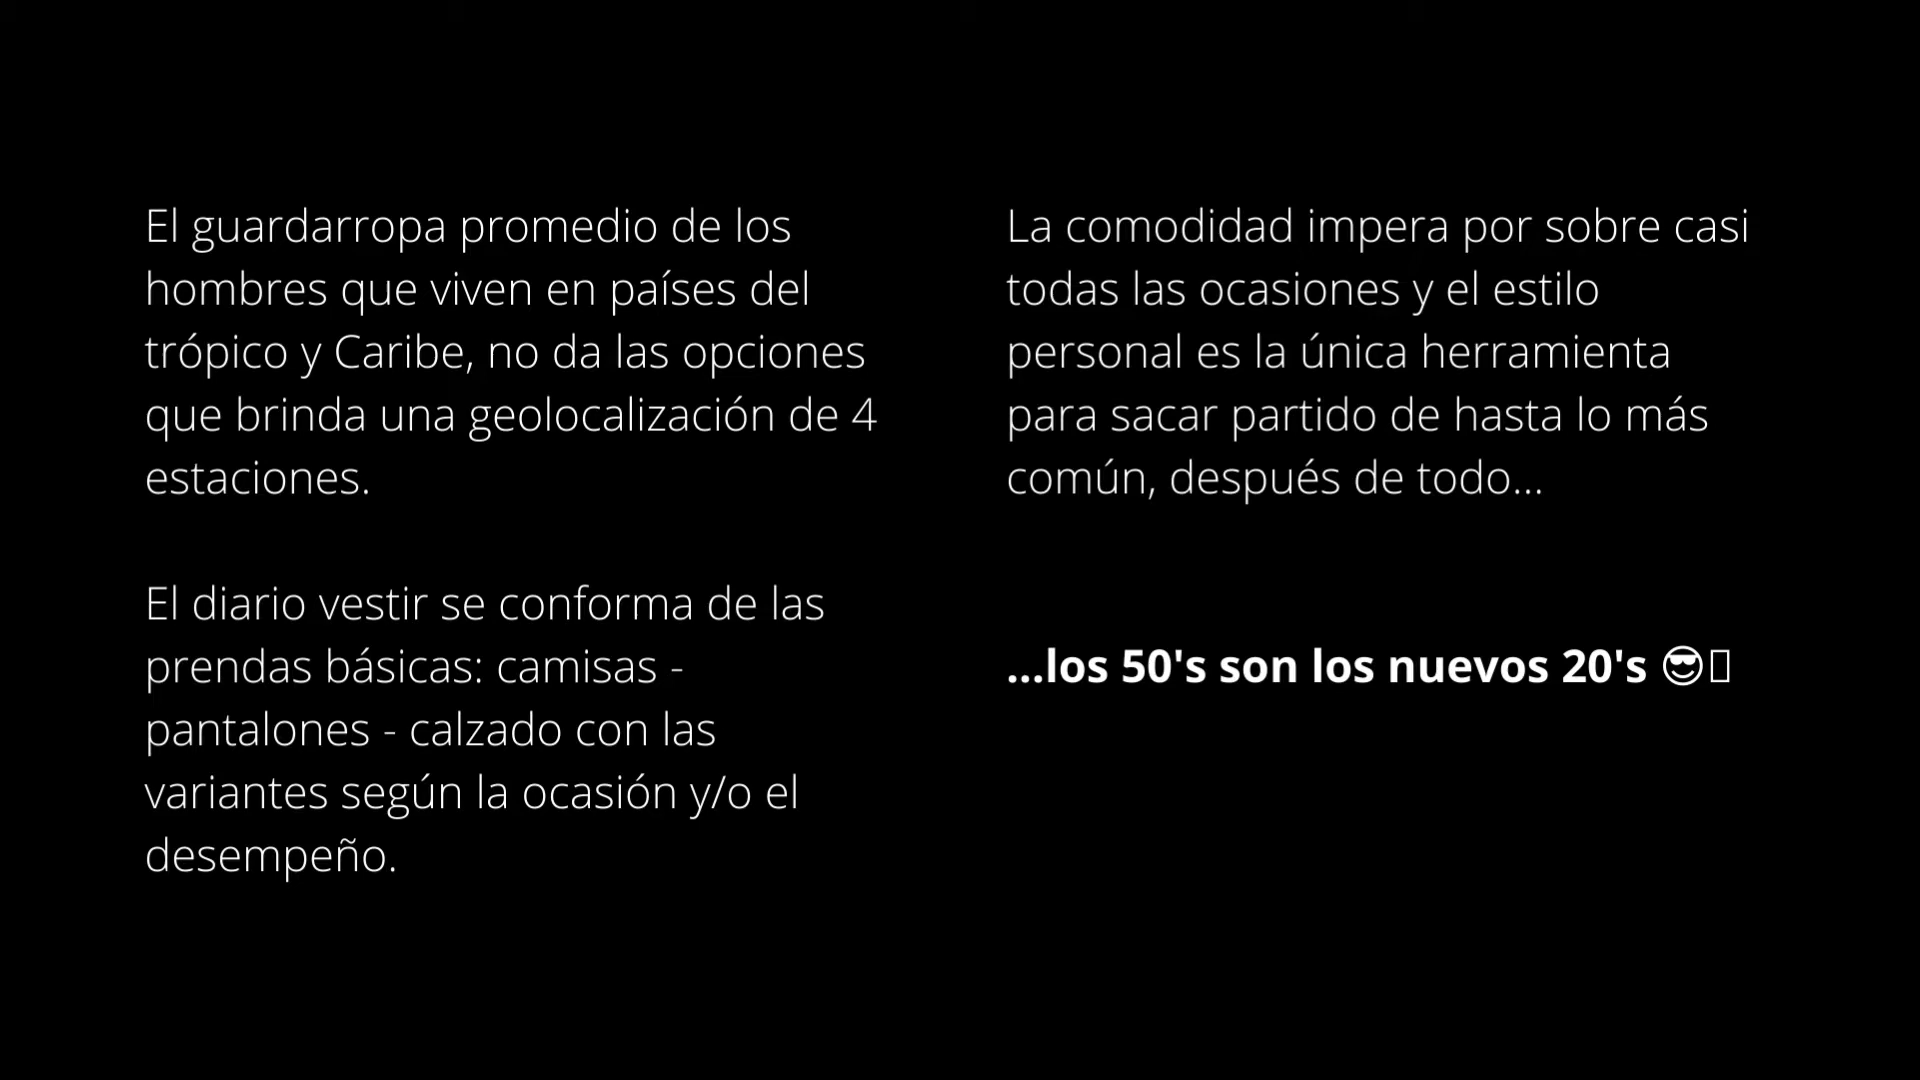 El guardarropa promedio de los
hombres que viven en países del
trópico y Caribe, no da las opciones
que brinda una geolocalización de 4
estaciones.
El diario vestir se conforma de las
prendas básicas: camisas -
pantalones - calzado con las
variantes según la ocasión y/o el
desempeño.
La comodidad impera por sobre casi
todas las ocasiones y el estilo
personal es la única herramienta
para sacar partido de hasta lo más
común, después de todo...
...los 50's son los nuevos 20's 😎